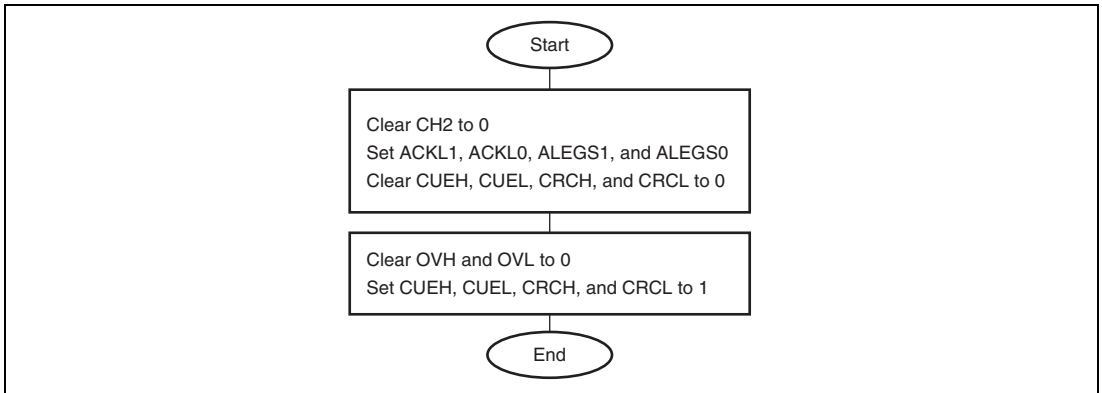 Start
Clear CH2 to 0
Set ACKL1, ACKL0, ALEGS1, and ALEGS0
Clear CUEH, CUEL, CRCH, and CRCL to 0
Clear OVH and OVL to 0
Set CUEH, CUEL, CRCH, and CRCL to 1
End